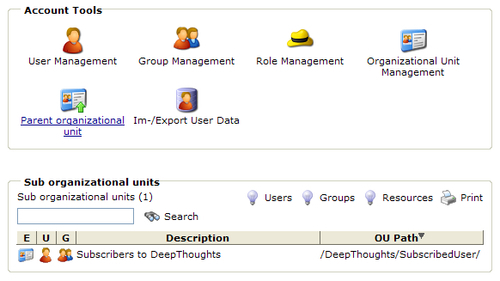 Account Tools
User Management Group Management Role Management Organizational Unit Management
Parent organizational unit Im-/Export User Data
Sub organizational units
Sub organizational units (1) Users Groups Resources Print
Search
E U G Description OU Path
Subscribers to DeepThoughts /DeepThoughts/SubscribedUser/